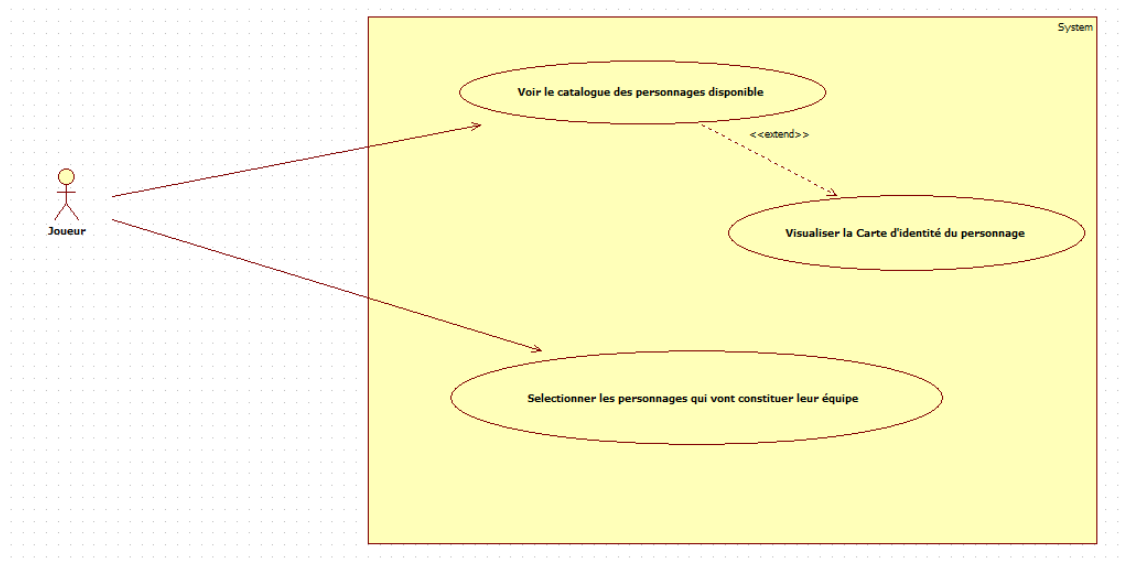 System
Voir le catalogue des personnages disponible
<<extend>>
Joueur
Visualiser la Carte d'identité du personnage
Selectionner les personnages qui vont constituer leur équipe